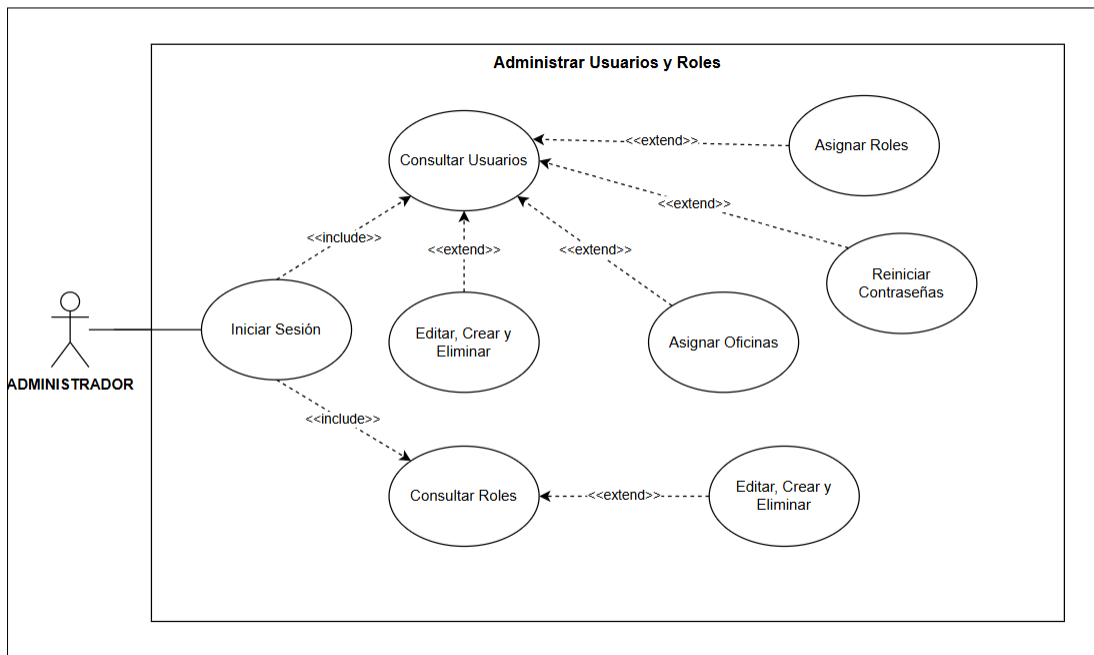 Administrar Usuarios y Roles
Consultar Usuarios
<<extend>>
Asignar Roles
<<extend>>
<<include>>
<<extend>>
<<extend>>
Reiniciar
Contraseñas
Iniciar Sesión
Editar, Crear y
Eliminar
Asignar Oficinas
ADMINISTRADOR
<<include>>
Consultar Roles
<<extend>>
Editar, Crear y
Eliminar